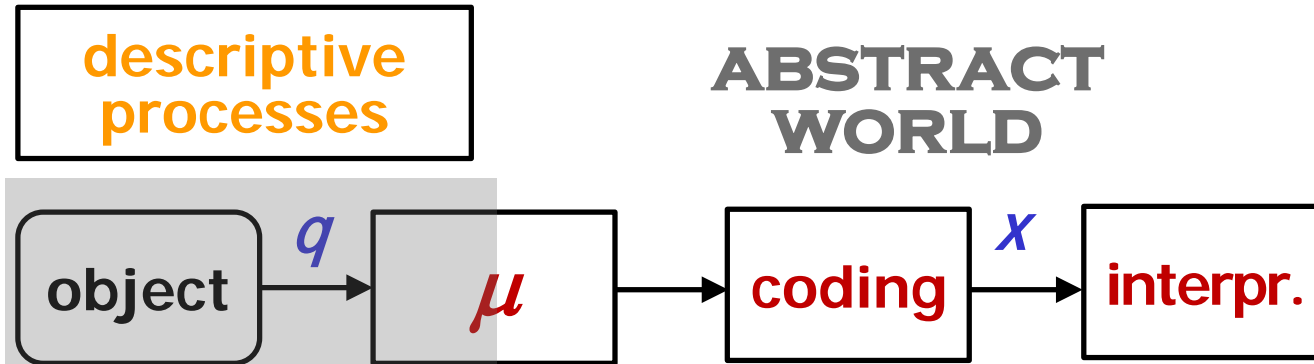 descriptive
processes
ABSTRACT
WORLD
object
q
μ
coding
x
interpr.